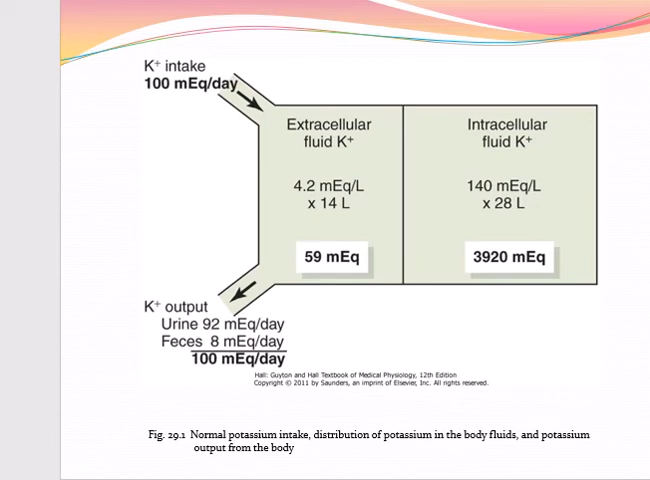 K⁺ intake
100 mEq/day
Extracellular
fluid K⁺
4.2 mEq/L
x 14 L
59 mEq
Intracellular
fluid K⁺
140 mEq/L
x 28 L
3920 mEq
K⁺ output
Urine 92 mEq/day
Feces 8 mEq/day
100 mEq/day
Hall: Guyton and Hall Textbook of Medical Physiology, 12th Edition
Copyright © 2011 by Saunders, an imprint of Elsevier, Inc. All rights reserved.
Fig. 29.1 Normal potassium intake, distribution of potassium in the body fluids, and potassium
output from the body